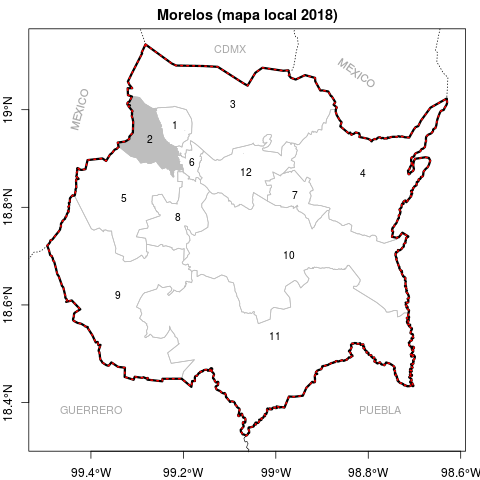 Morelos (mapa local 2018)
CDMX
MEXICO
MEXICO
3
1
2
6
12
4
7
5
8
10
9
11
GUERRERO
PUEBLA
19°N
18.8°N
18.6°N
18.4°N
99.4°W
99.2°W
99°W
98.8°W
98.6°W